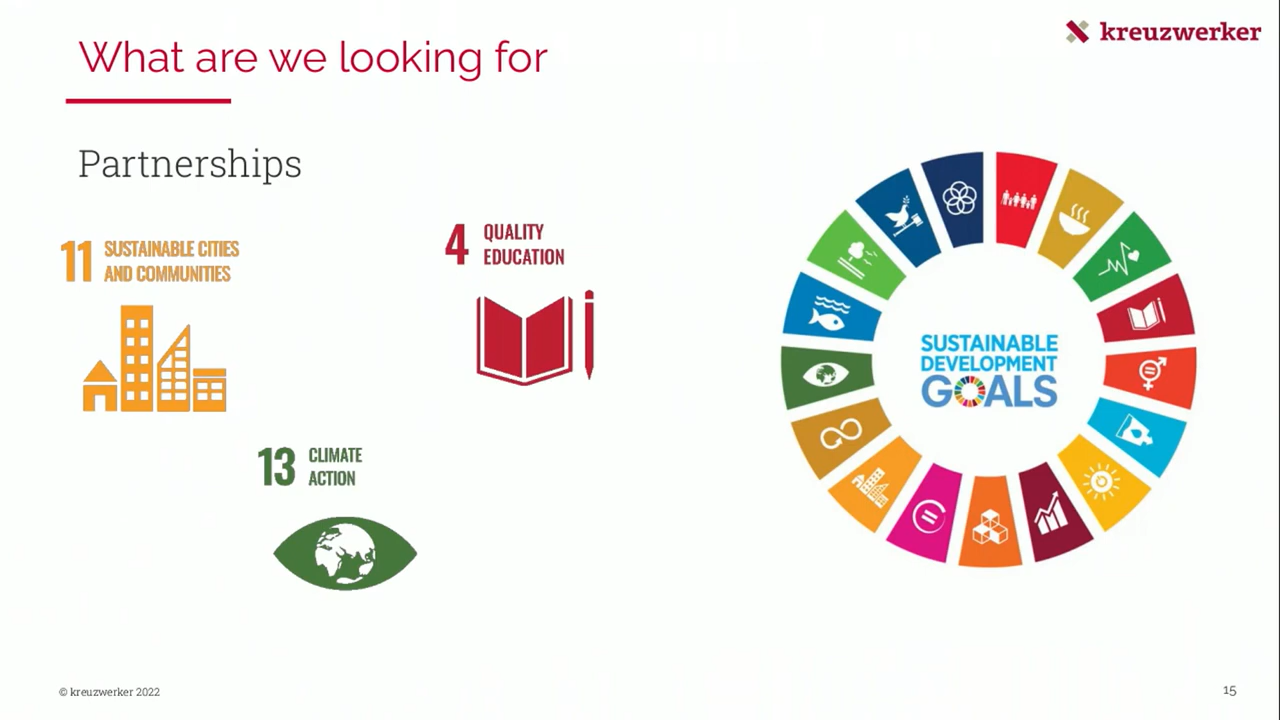 What are we looking for
kreuzwerker
Partnerships
11 SUSTAINABLE CITIES
AND COMMUNITIES
4 QUALITY
EDUCATION
13 CLIMATE
ACTION
SUSTAINABLE
DEVELOPMENT
GOALS
© kreuzwerker 2022
15